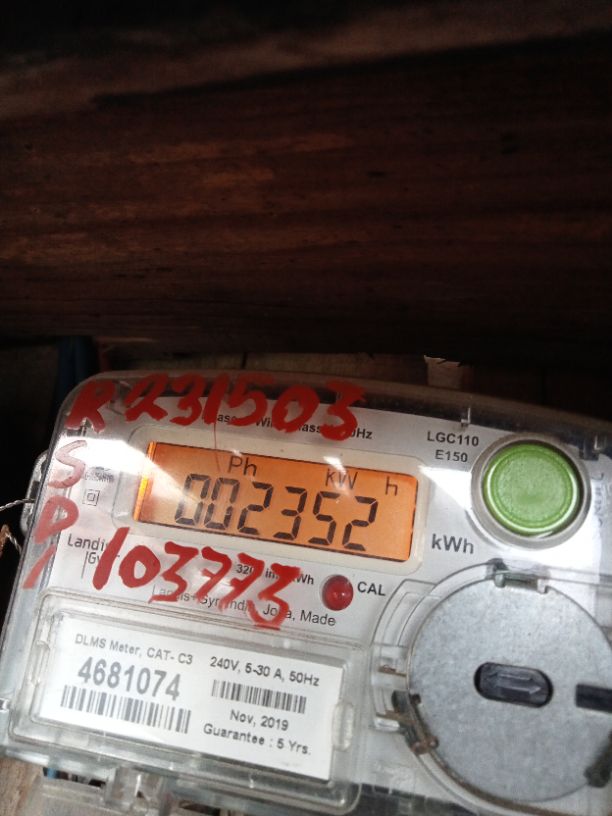 R 231503
LGC110
E150
Ph kW h
002352
kWh
S
D/ 103773
CAL
Landis
DLMS Meter, CAT- C3
240V, 5-30 A, 50Hz
4681074
Nov, 2019
Guarantee : 5 Yrs.